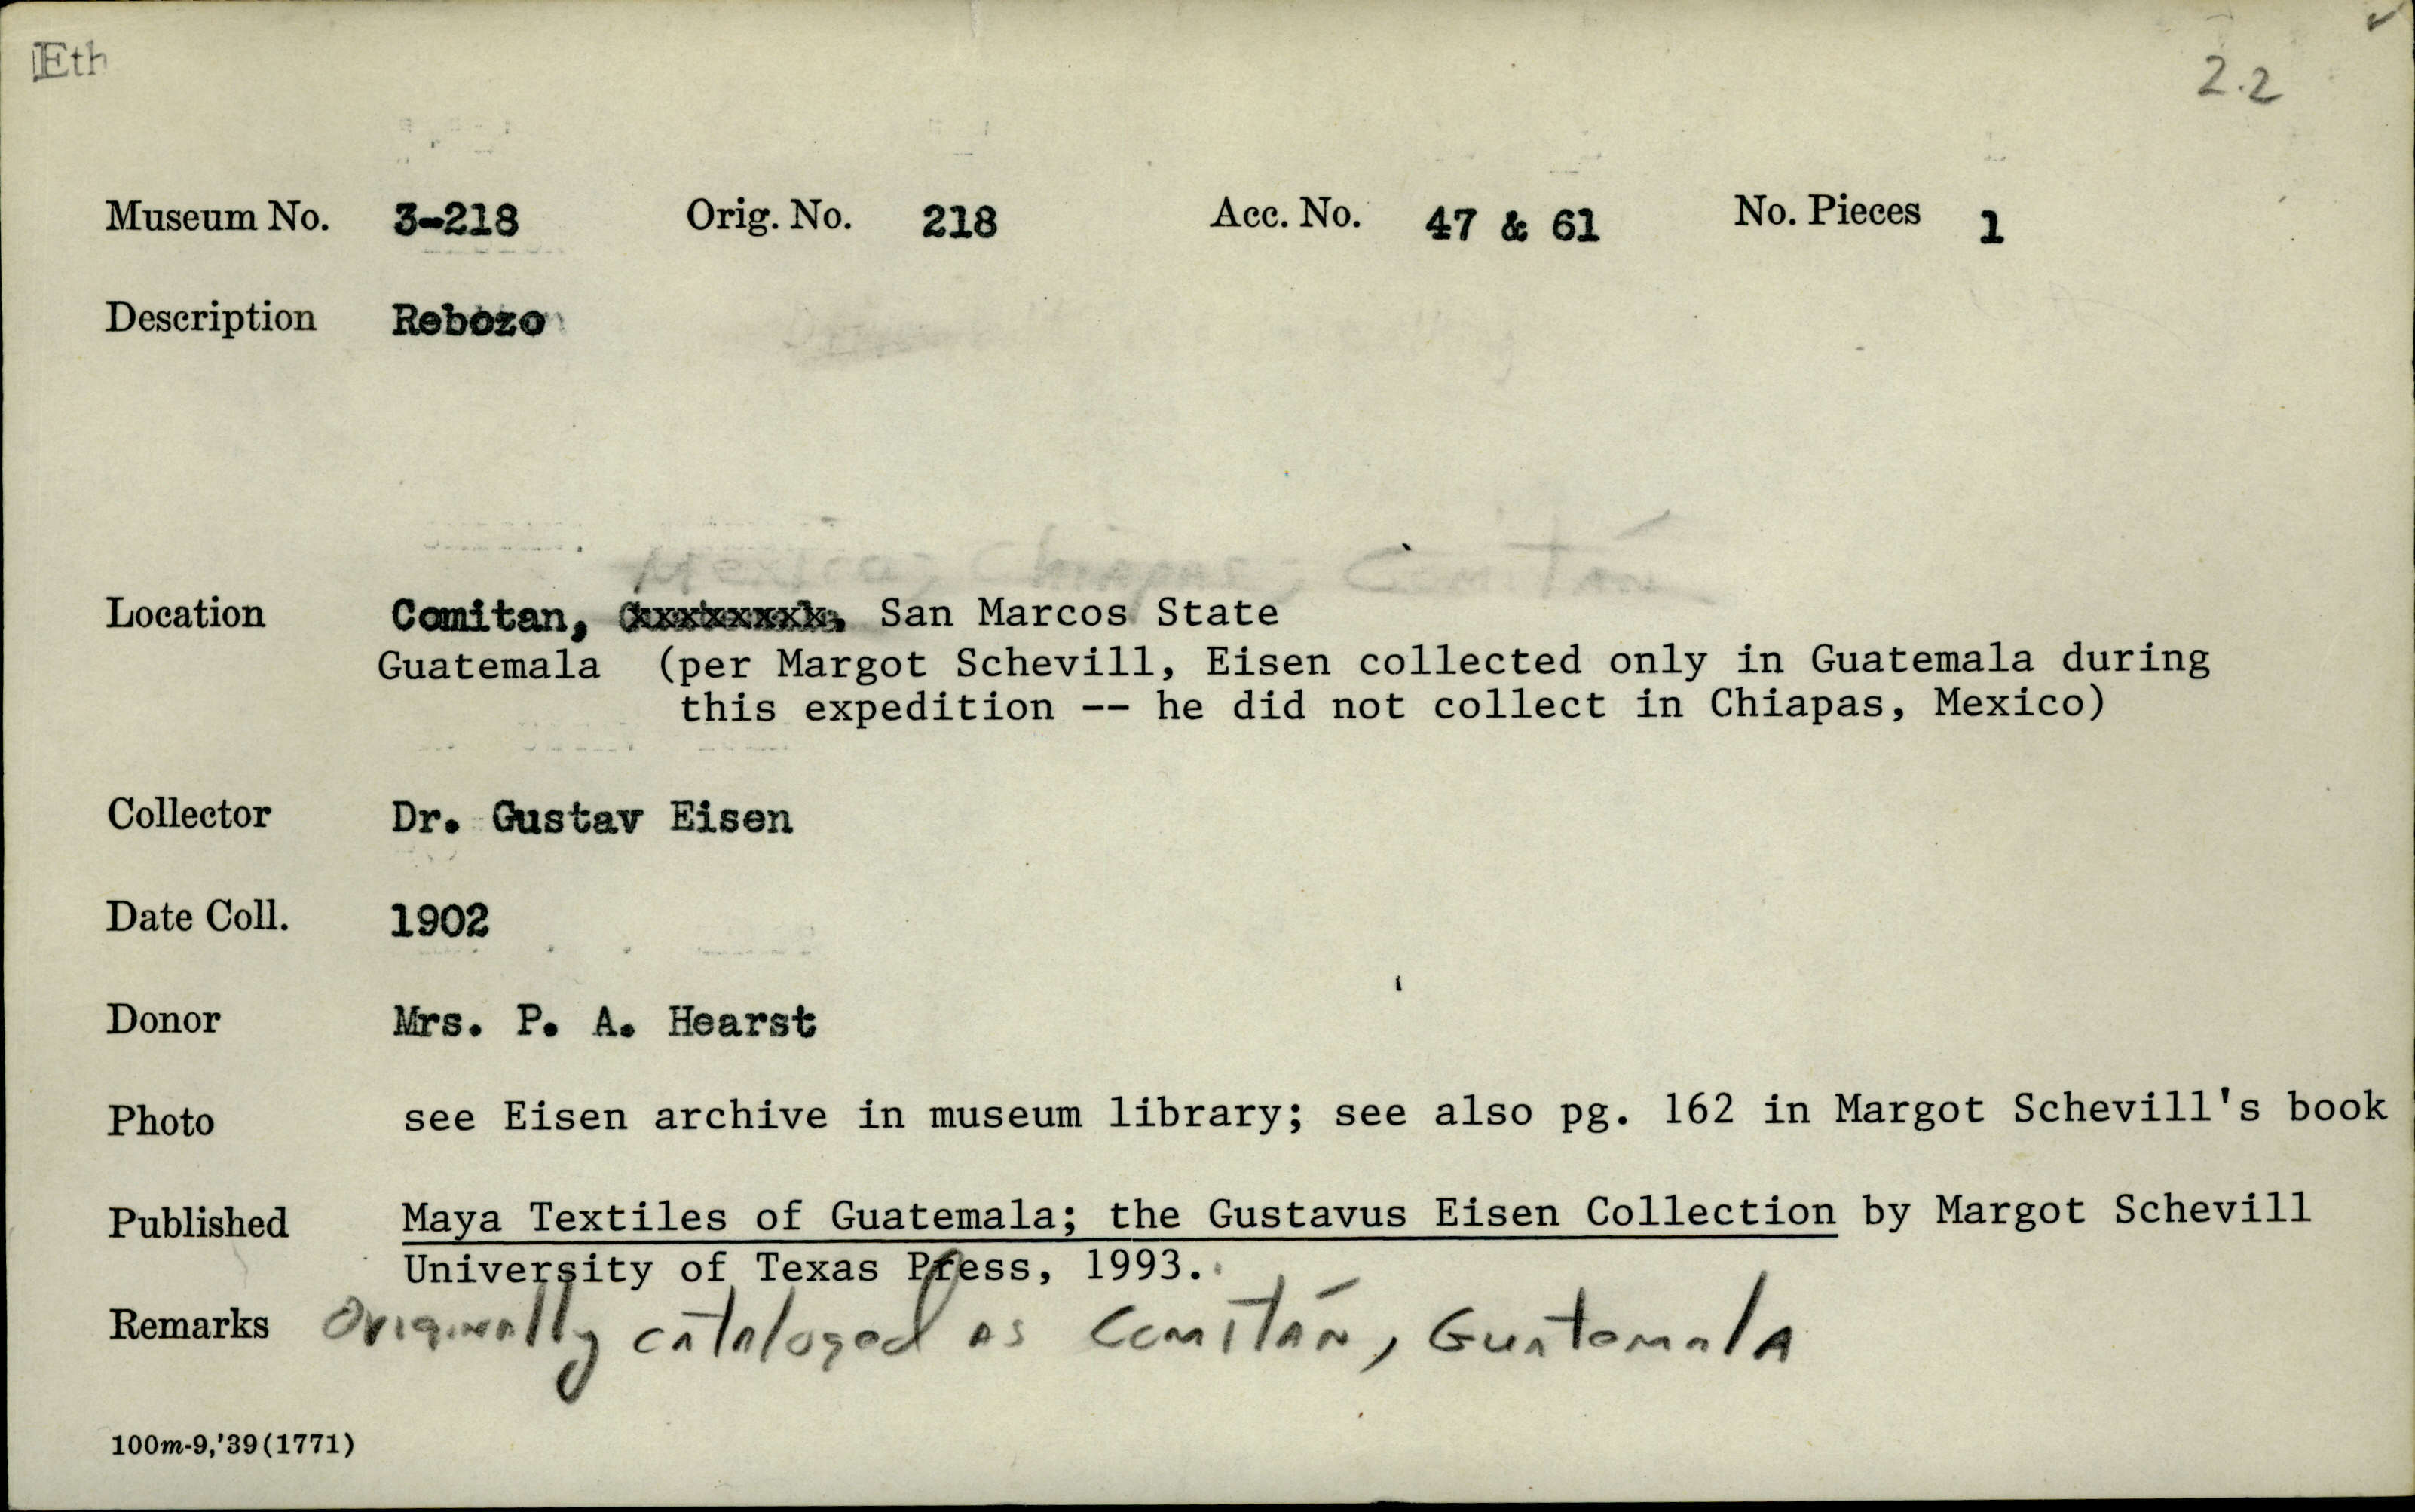 Eth
2.2
Museum No. 3-218 Orig. No. 218 Acc. No. 47 & 61 No. Pieces 1
Description Rebozo
Mexico; Chiapas; Comitán
Location Comitan, San Marcos State
Guatemala (per Margot Schevill, Eisen collected only in Guatemala during
this expedition -- he did not collect in Chiapas, Mexico)
Collector Dr. Gustav Eisen
Date Coll. 1902
Donor Mrs. P. A. Hearst
Photo see Eisen archive in museum library; see also pg. 162 in Margot Schevill's book
Published Maya Textiles of Guatemala; the Gustavus Eisen Collection by Margot Schevill
University of Texas Press, 1993.
Remarks Originally cataloged as Comitán, Guatemala
100m-9,'39(1771)